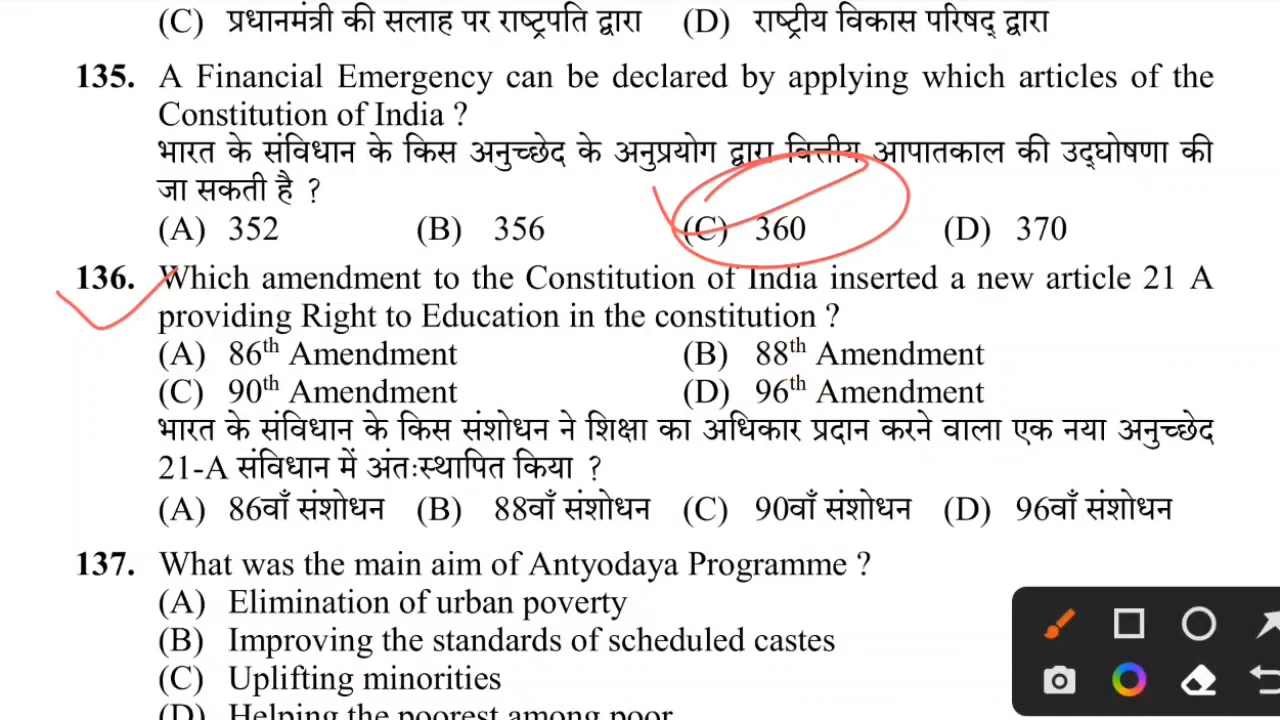 (C) प्रधानमंत्री की सलाह पर राष्ट्रपति द्वारा (D) राष्ट्रीय विकास परिषद् द्वारा
135. A Financial Emergency can be declared by applying which articles of the
Constitution of India ?
भारत के संविधान के किस अनुच्छेद के अनुप्रयोग द्वारा वित्तीय आपातकाल की उद्घोषणा की
जा सकती है ?
(A) 352 (B) 356 (C) 360 (D) 370
136. Which amendment to the Constitution of India inserted a new article 21 A
providing Right to Education in the constitution ?
(A) 86th Amendment (B) 88th Amendment
(C) 90th Amendment (D) 96th Amendment
भारत के संविधान के किस संशोधन ने शिक्षा का अधिकार प्रदान करने वाला एक नया अनुच्छेद
21-A संविधान में अंतःस्थापित किया ?
(A) 86वाँ संशोधन (B) 88वाँ संशोधन (C) 90वाँ संशोधन (D) 96वाँ संशोधन
137. What was the main aim of Antyodaya Programme ?
(A) Elimination of urban poverty
(B) Improving the standards of scheduled castes
(C) Uplifting minorities
(D) Helping the poorest among poor